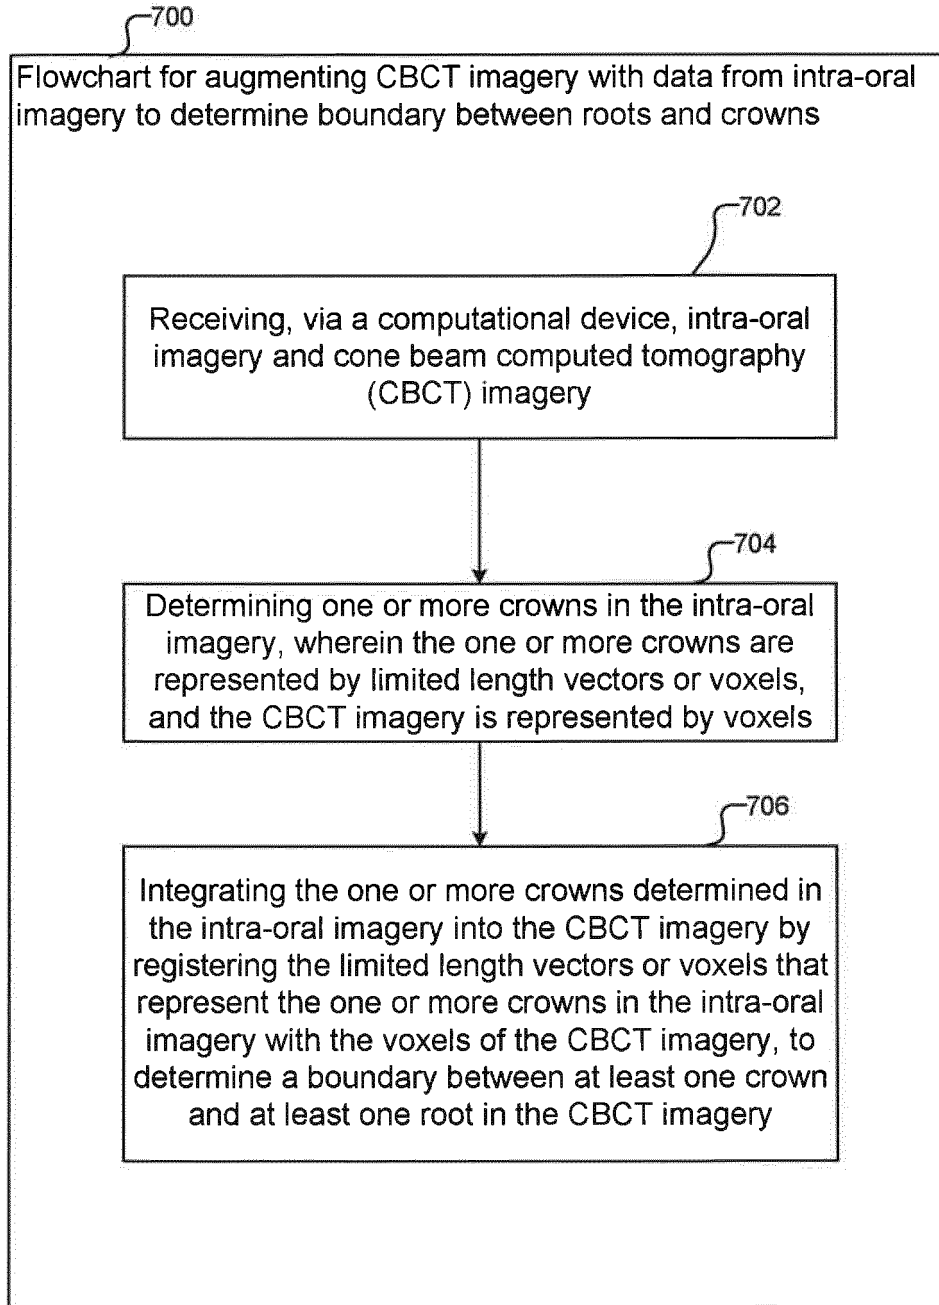 700
Flowchart for augmenting CBCT imagery with data from intra-oral
imagery to determine boundary between roots and crowns
702
Receiving, via a computational device, intra-oral
imagery and cone beam computed tomography
(CBCT) imagery
704
Determining one or more crowns in the intra-oral
imagery, wherein the one or more crowns are
represented by limited length vectors or voxels,
and the CBCT imagery is represented by voxels
706
Integrating the one or more crowns determined in
the intra-oral imagery into the CBCT imagery by
registering the limited length vectors or voxels that
represent the one or more crowns in the intra-oral
imagery with the voxels of the CBCT imagery, to
determine a boundary between at least one crown
and at least one root in the CBCT imagery